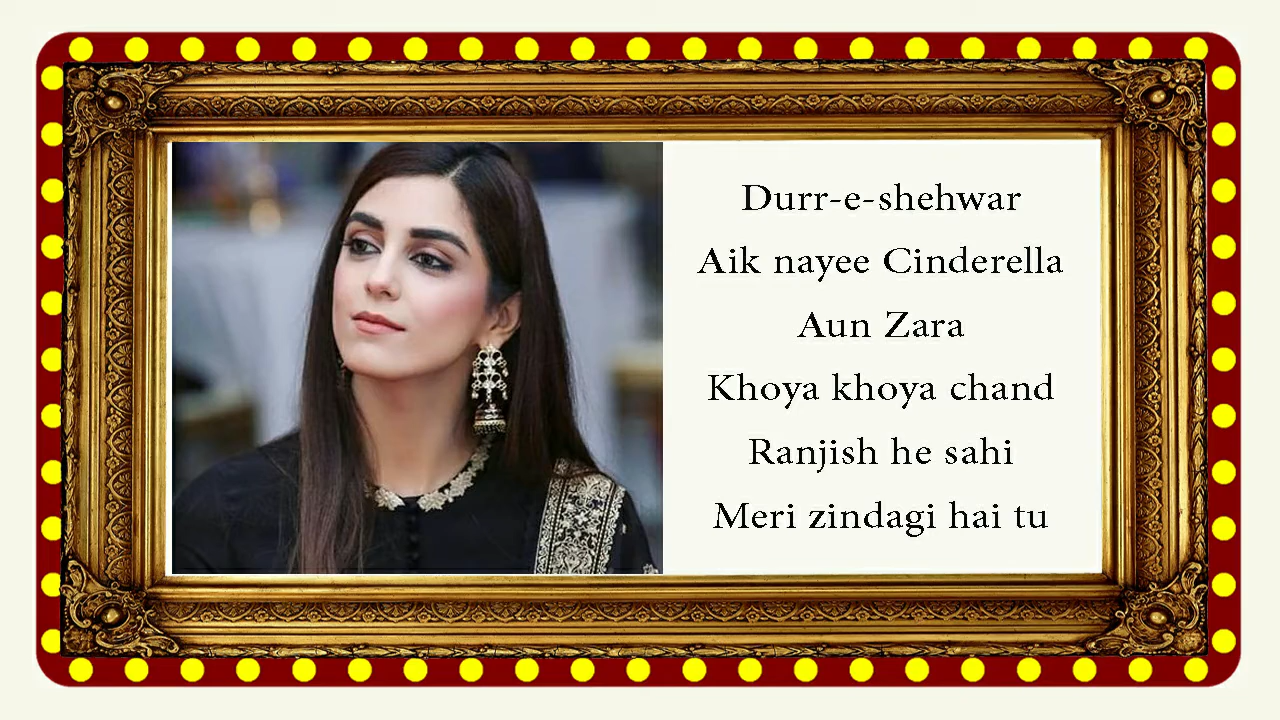 Durr-e-shehwar
Aik nayee Cinderella
Aun Zara
Khoya khoya chand
Ranjish he sahi
Meri zindagi hai tu